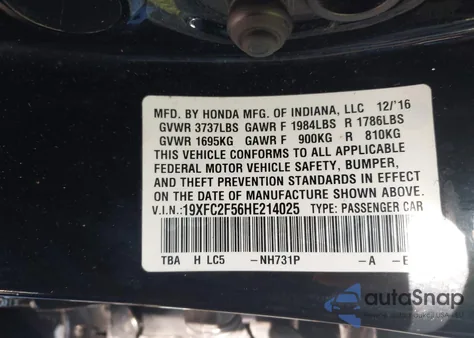 MFD. BY HONDA MFG. OF INDIANA, LLC 12/'16
GVWR 3737LBS GAWR F 1984LBS R 1786LBS
GVWR 1695KG GAWR F 900KG R 810KG
THIS VEHICLE CONFORMS TO ALL APPLICABLE
FEDERAL MOTOR VEHICLE SAFETY, BUMPER,
AND THEFT PREVENTION STANDARDS IN EFFECT
ON THE DATE OF MANUFACTURE SHOWN ABOVE.
V.I.N.:19XFC2F56HE214025 TYPE: PASSENGER CAR
TBA H LC5 -NH731P -A -E
autoSnap